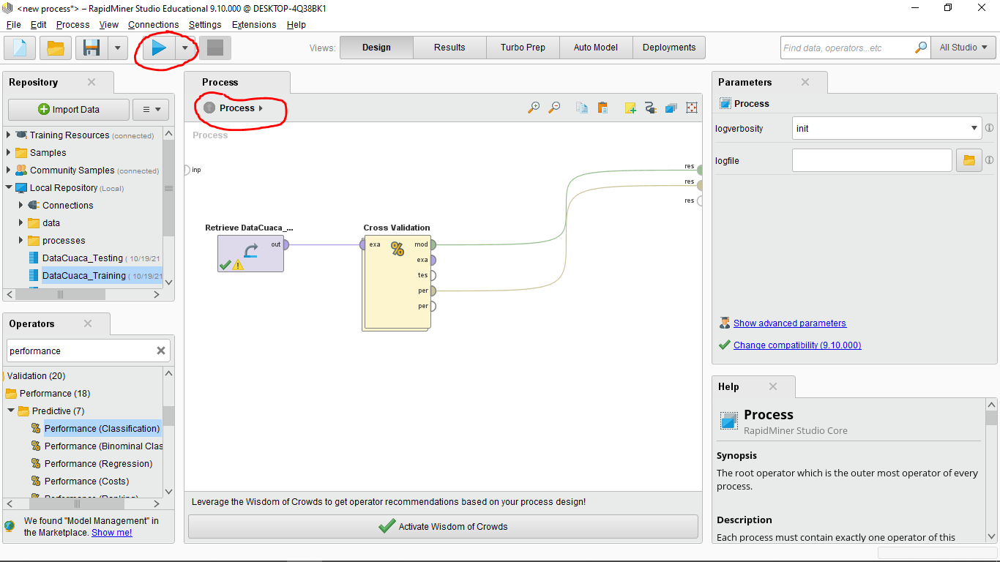 <new process*> – RapidMiner Studio Educational 9.10.000 @ DESKTOP-4Q38BK1
File Edit Process View Connections Settings Extensions Help
Views: Design Results Turbo Prep Auto Model Deployments
Find data, operators...etc
All Studio
Repository
Import Data
Training Resources (connected)
Samples
Community Samples (connected)
Local Repository (Local)
Connections
data
processes
DataCuaca_Testing ( 10/19/21
DataCuaca_Training ( 10/19/21
Operators
performance
Validation (20)
Performance (18)
Predictive (7)
Performance (Classification)
Performance (Binominal Clas
Performance (Regression)
Performance (Costs)
Performance (Ranking)
We found "Model Management" in
the Marketplace. Show me!
Process
Process
Process
inp
res
res
res
Retrieve DataCuaca_...
out
Cross Validation
exa
mod
exa
tes
per
per
Leverage the Wisdom of Crowds to get operator recommendations based on your process design!
Activate Wisdom of Crowds
Parameters
Process
logverbosity
init
logfile
Show advanced parameters
Change compatibility (9.10.000)
Help
Process
RapidMiner Studio Core
Synopsis
The root operator which is the outer most operator of every
process.
Description
Each process must contain exactly one operator of this